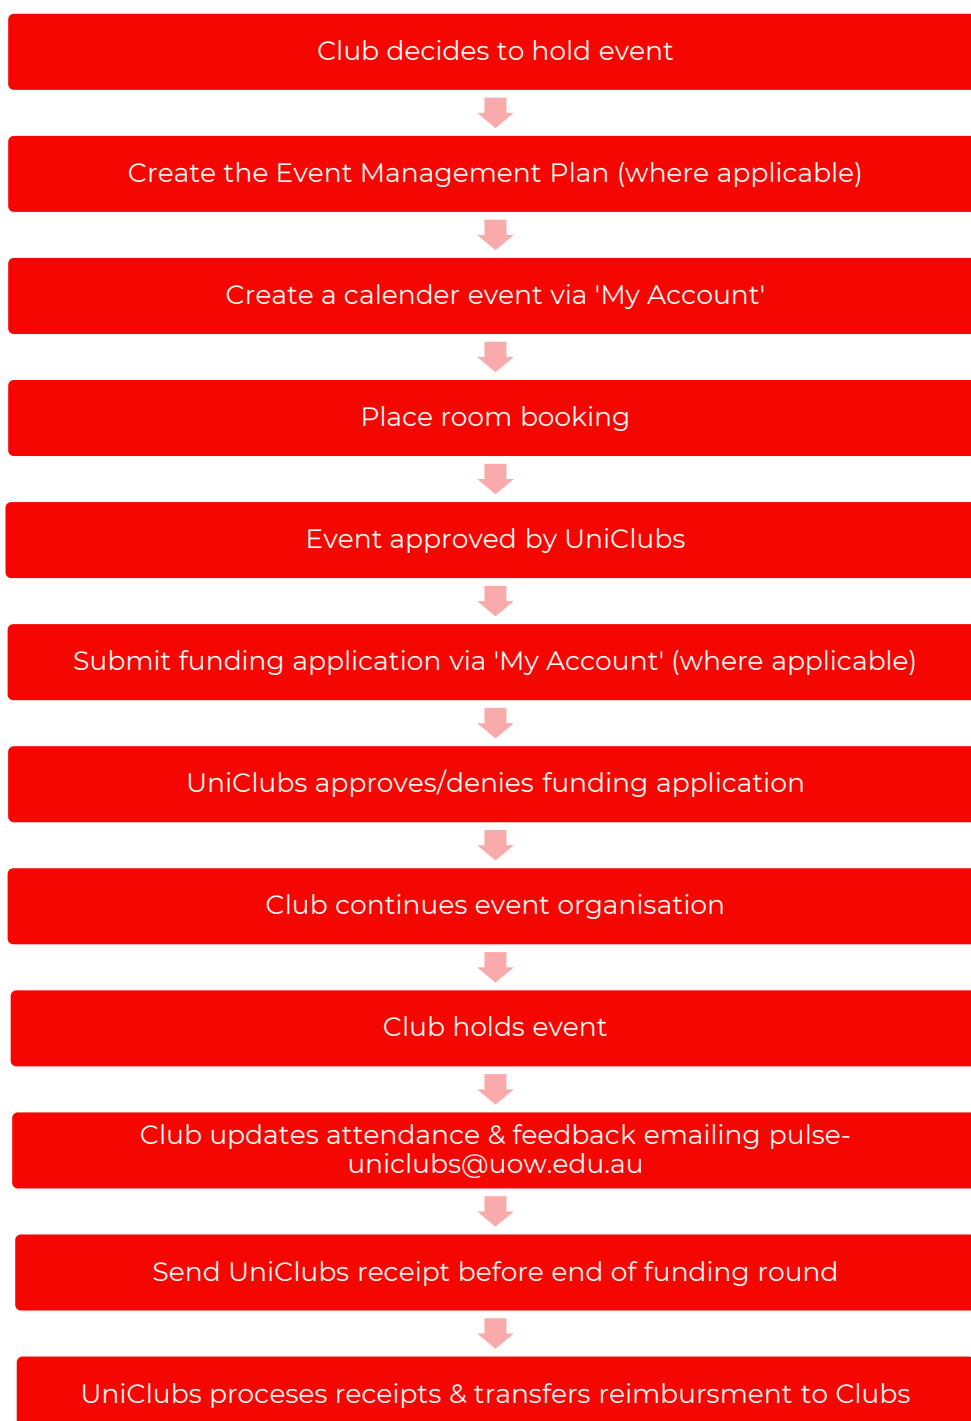 Club decides to hold event
Create the Event Management Plan (where applicable)
Create a calender event via 'My Account'
Place room booking
Event approved by UniClubs
Submit funding application via 'My Account' (where applicable)
UniClubs approves/denies funding application
Club continues event organisation
Club holds event
Club updates attendance & feedback emailing pulse-
uniclubs@uow.edu.au
Send UniClubs receipt before end of funding round
UniClubs proceses receipts & transfers reimbursment to Clubs